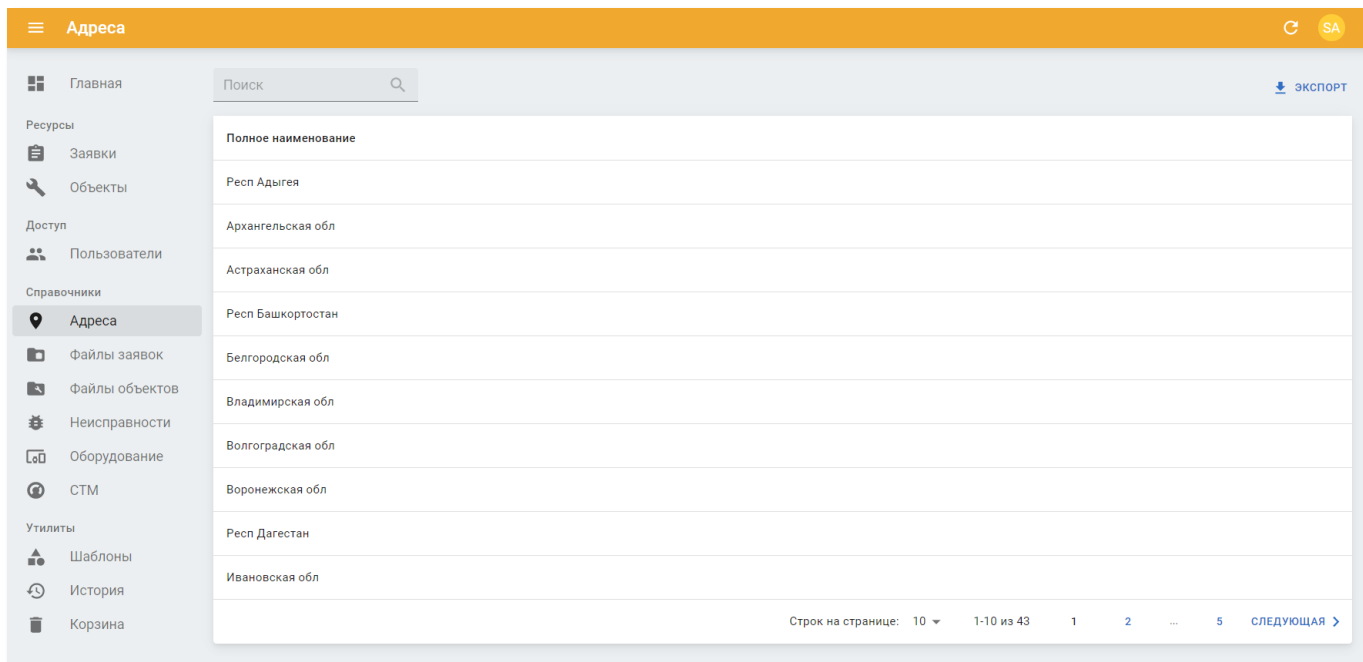 Адреса
SA
Главная
Поиск
ЭКСПОРТ
Ресурсы
Заявки
Объекты
Доступ
Пользователи
Справочники
Адреса
Файлы заявок
Файлы объектов
Неисправности
Оборудование
СТМ
Утилиты
Шаблоны
История
Корзина
Полное наименование
Респ Адыгея
Архангельская обл
Астраханская обл
Респ Башкортостан
Белгородская обл
Владимирская обл
Волгоградская обл
Воронежская обл
Респ Дагестан
Ивановская обл
Строк на странице: 10 1-10 из 43 1 2 ... 5 СЛЕДУЮЩАЯ